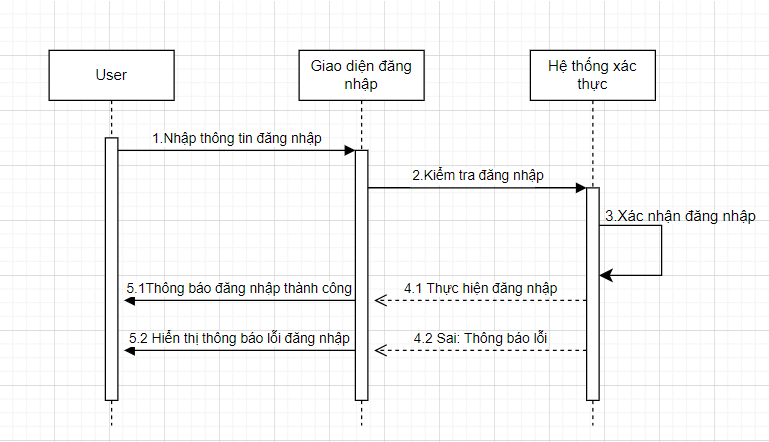 User
Giao diện đăng
nhập
Hệ thống xác
thực
1.Nhập thông tin đăng nhập
2.Kiểm tra đăng nhập
3.Xác nhận đăng nhập
5.1Thông báo đăng nhập thành công
4.1 Thực hiện đăng nhập
5.2 Hiển thị thông báo lỗi đăng nhập
4.2 Sai: Thông báo lỗi